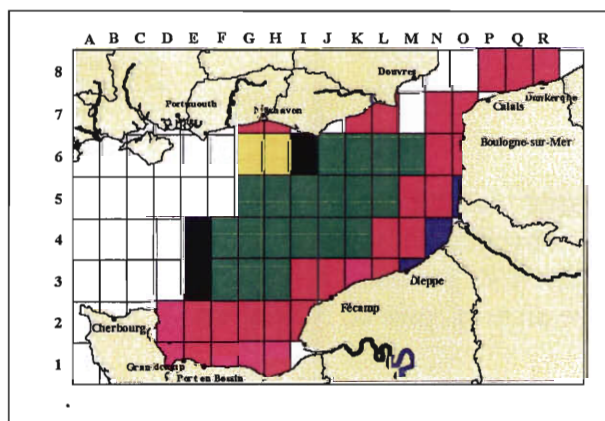 A B C D E F G H I J K L M N O P Q R
8
Douvres
7
Portsmouth
Calais
Dunkerque
6
Boulogne-sur-Mer
5
4
3
Dieppe
Fécamp
2
Cherbourg
1
Grandcamp
Port en Bessin